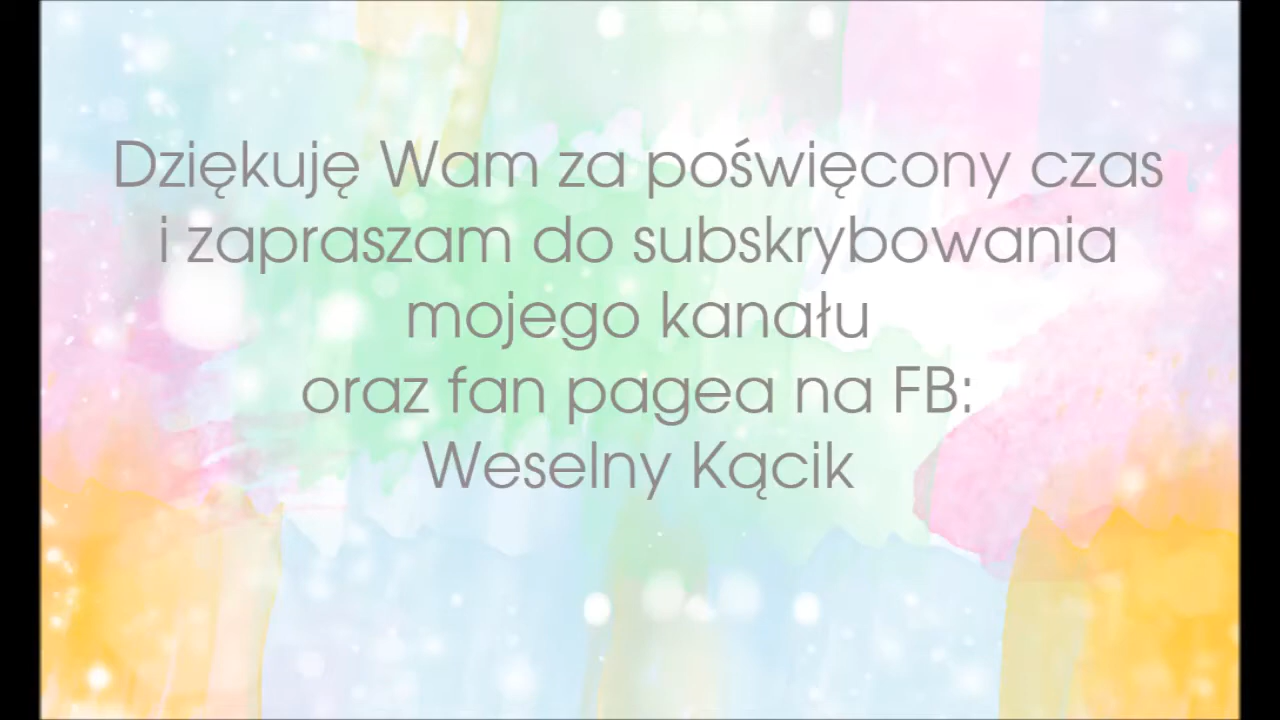 Dziękuję Wam za poświęcony czas
i zapraszam do subskrybowania
mojego kanału
oraz fan pagea na FB:
Weselny Kącik